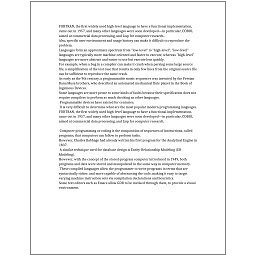 FORTRAN, the first widely used high-level language to have a functional implementation,
came out in 1957, and many other languages were soon developed—in particular, COBOL
aimed at commercial data processing, and Lisp for computer research.
Also, specific user environment and usage history can make it difficult to reproduce the
problem.
Languages form an approximate spectrum from "low-level" to "high-level"; "low-level"
languages are typically more machine-oriented and faster to execute, whereas "high-level"
languages are more abstract and easier to use but execute less quickly.
For example, when a bug in a compiler can make it crash when parsing some large source
file, a simplification of the test case that results in only few lines from the original source file
can be sufficient to reproduce the same crash.
As early as the 9th century, a programmable music sequencer was invented by the Persian
Banu Musa brothers, who described an automated mechanical flute player in the Book of
Ingenious Devices.
Some languages are more prone to some kinds of faults because their specification does not
require compilers to perform as much checking as other languages.
Programmable devices have existed for centuries.
It is very difficult to determine what are the most popular modern programming languages.
FORTRAN, the first widely used high-level language to have a functional implementation,
came out in 1957, and many other languages were soon developed—in particular, COBOL
aimed at commercial data processing, and Lisp for computer research.
Computer programming or coding is the composition of sequences of instructions, called
programs, that computers can follow to perform tasks.
However, Charles Babbage had already written his first program for the Analytical Engine in
1837.
A similar technique used for database design is Entity-Relationship Modeling (ER
Modeling).
However, with the concept of the stored-program computer introduced in 1949, both
programs and data were stored and manipulated in the same way in computer memory.
These compiled languages allow the programmer to write programs in terms that are
syntactically richer, and more capable of abstracting the code, making it easy to target
varying machine instruction sets via compilation declarations and heuristics.
Some text editors such as Emacs allow GDB to be invoked through them, to provide a visual
environment.